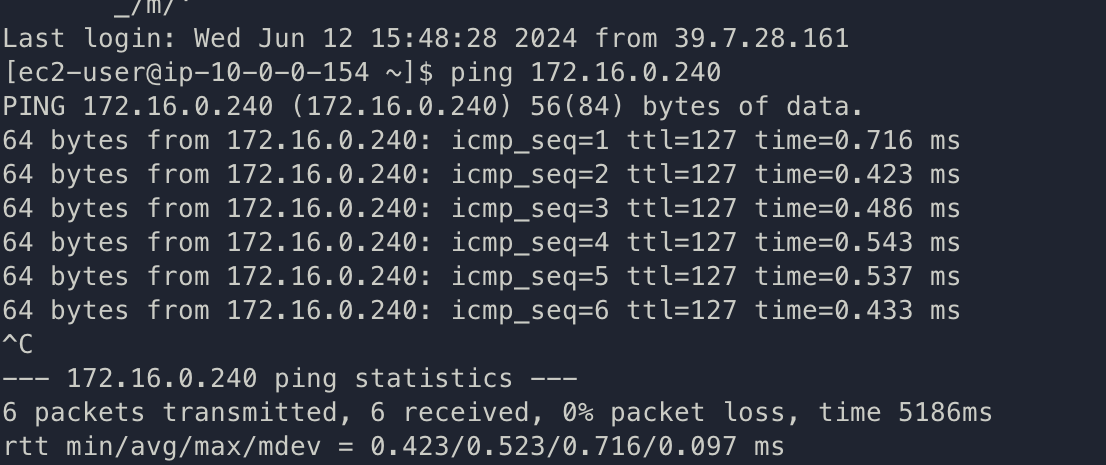 _/m/'
Last login: Wed Jun 12 15:48:28 2024 from 39.7.28.161
[ec2-user@ip-10-0-0-154 ~]$ ping 172.16.0.240
PING 172.16.0.240 (172.16.0.240) 56(84) bytes of data.
64 bytes from 172.16.0.240: icmp_seq=1 ttl=127 time=0.716 ms
64 bytes from 172.16.0.240: icmp_seq=2 ttl=127 time=0.423 ms
64 bytes from 172.16.0.240: icmp_seq=3 ttl=127 time=0.486 ms
64 bytes from 172.16.0.240: icmp_seq=4 ttl=127 time=0.543 ms
64 bytes from 172.16.0.240: icmp_seq=5 ttl=127 time=0.537 ms
64 bytes from 172.16.0.240: icmp_seq=6 ttl=127 time=0.433 ms
^C
--- 172.16.0.240 ping statistics ---
6 packets transmitted, 6 received, 0% packet loss, time 5186ms
rtt min/avg/max/mdev = 0.423/0.523/0.716/0.097 ms